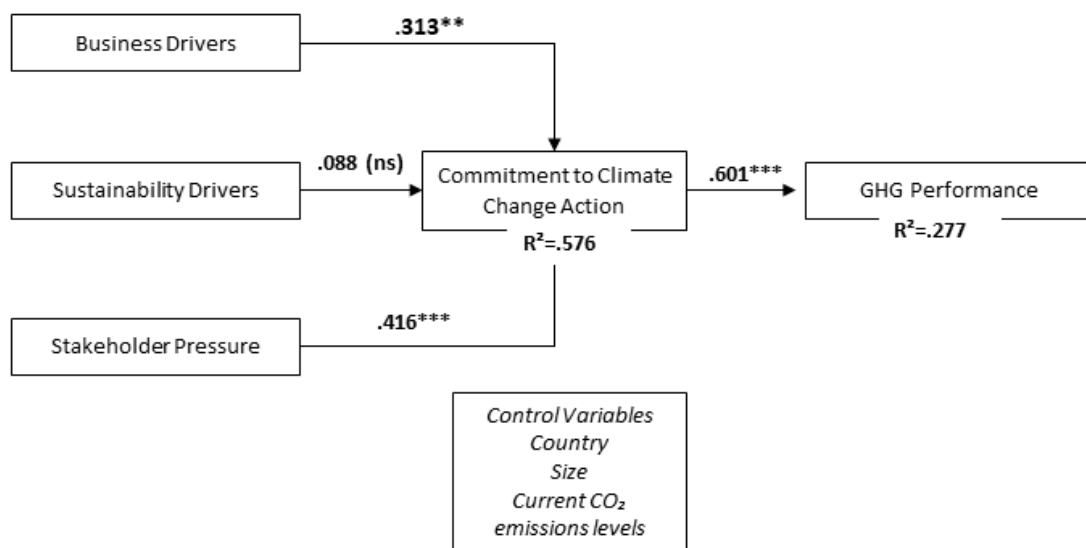 .313**
Business Drivers
.088 (ns)
Sustainability Drivers
Commitment to Climate
Change Action
R²=.576
.601***
GHG Performance
R²=.277
.416***
Stakeholder Pressure
Control Variables
Country
Size
Current CO₂
emissions levels